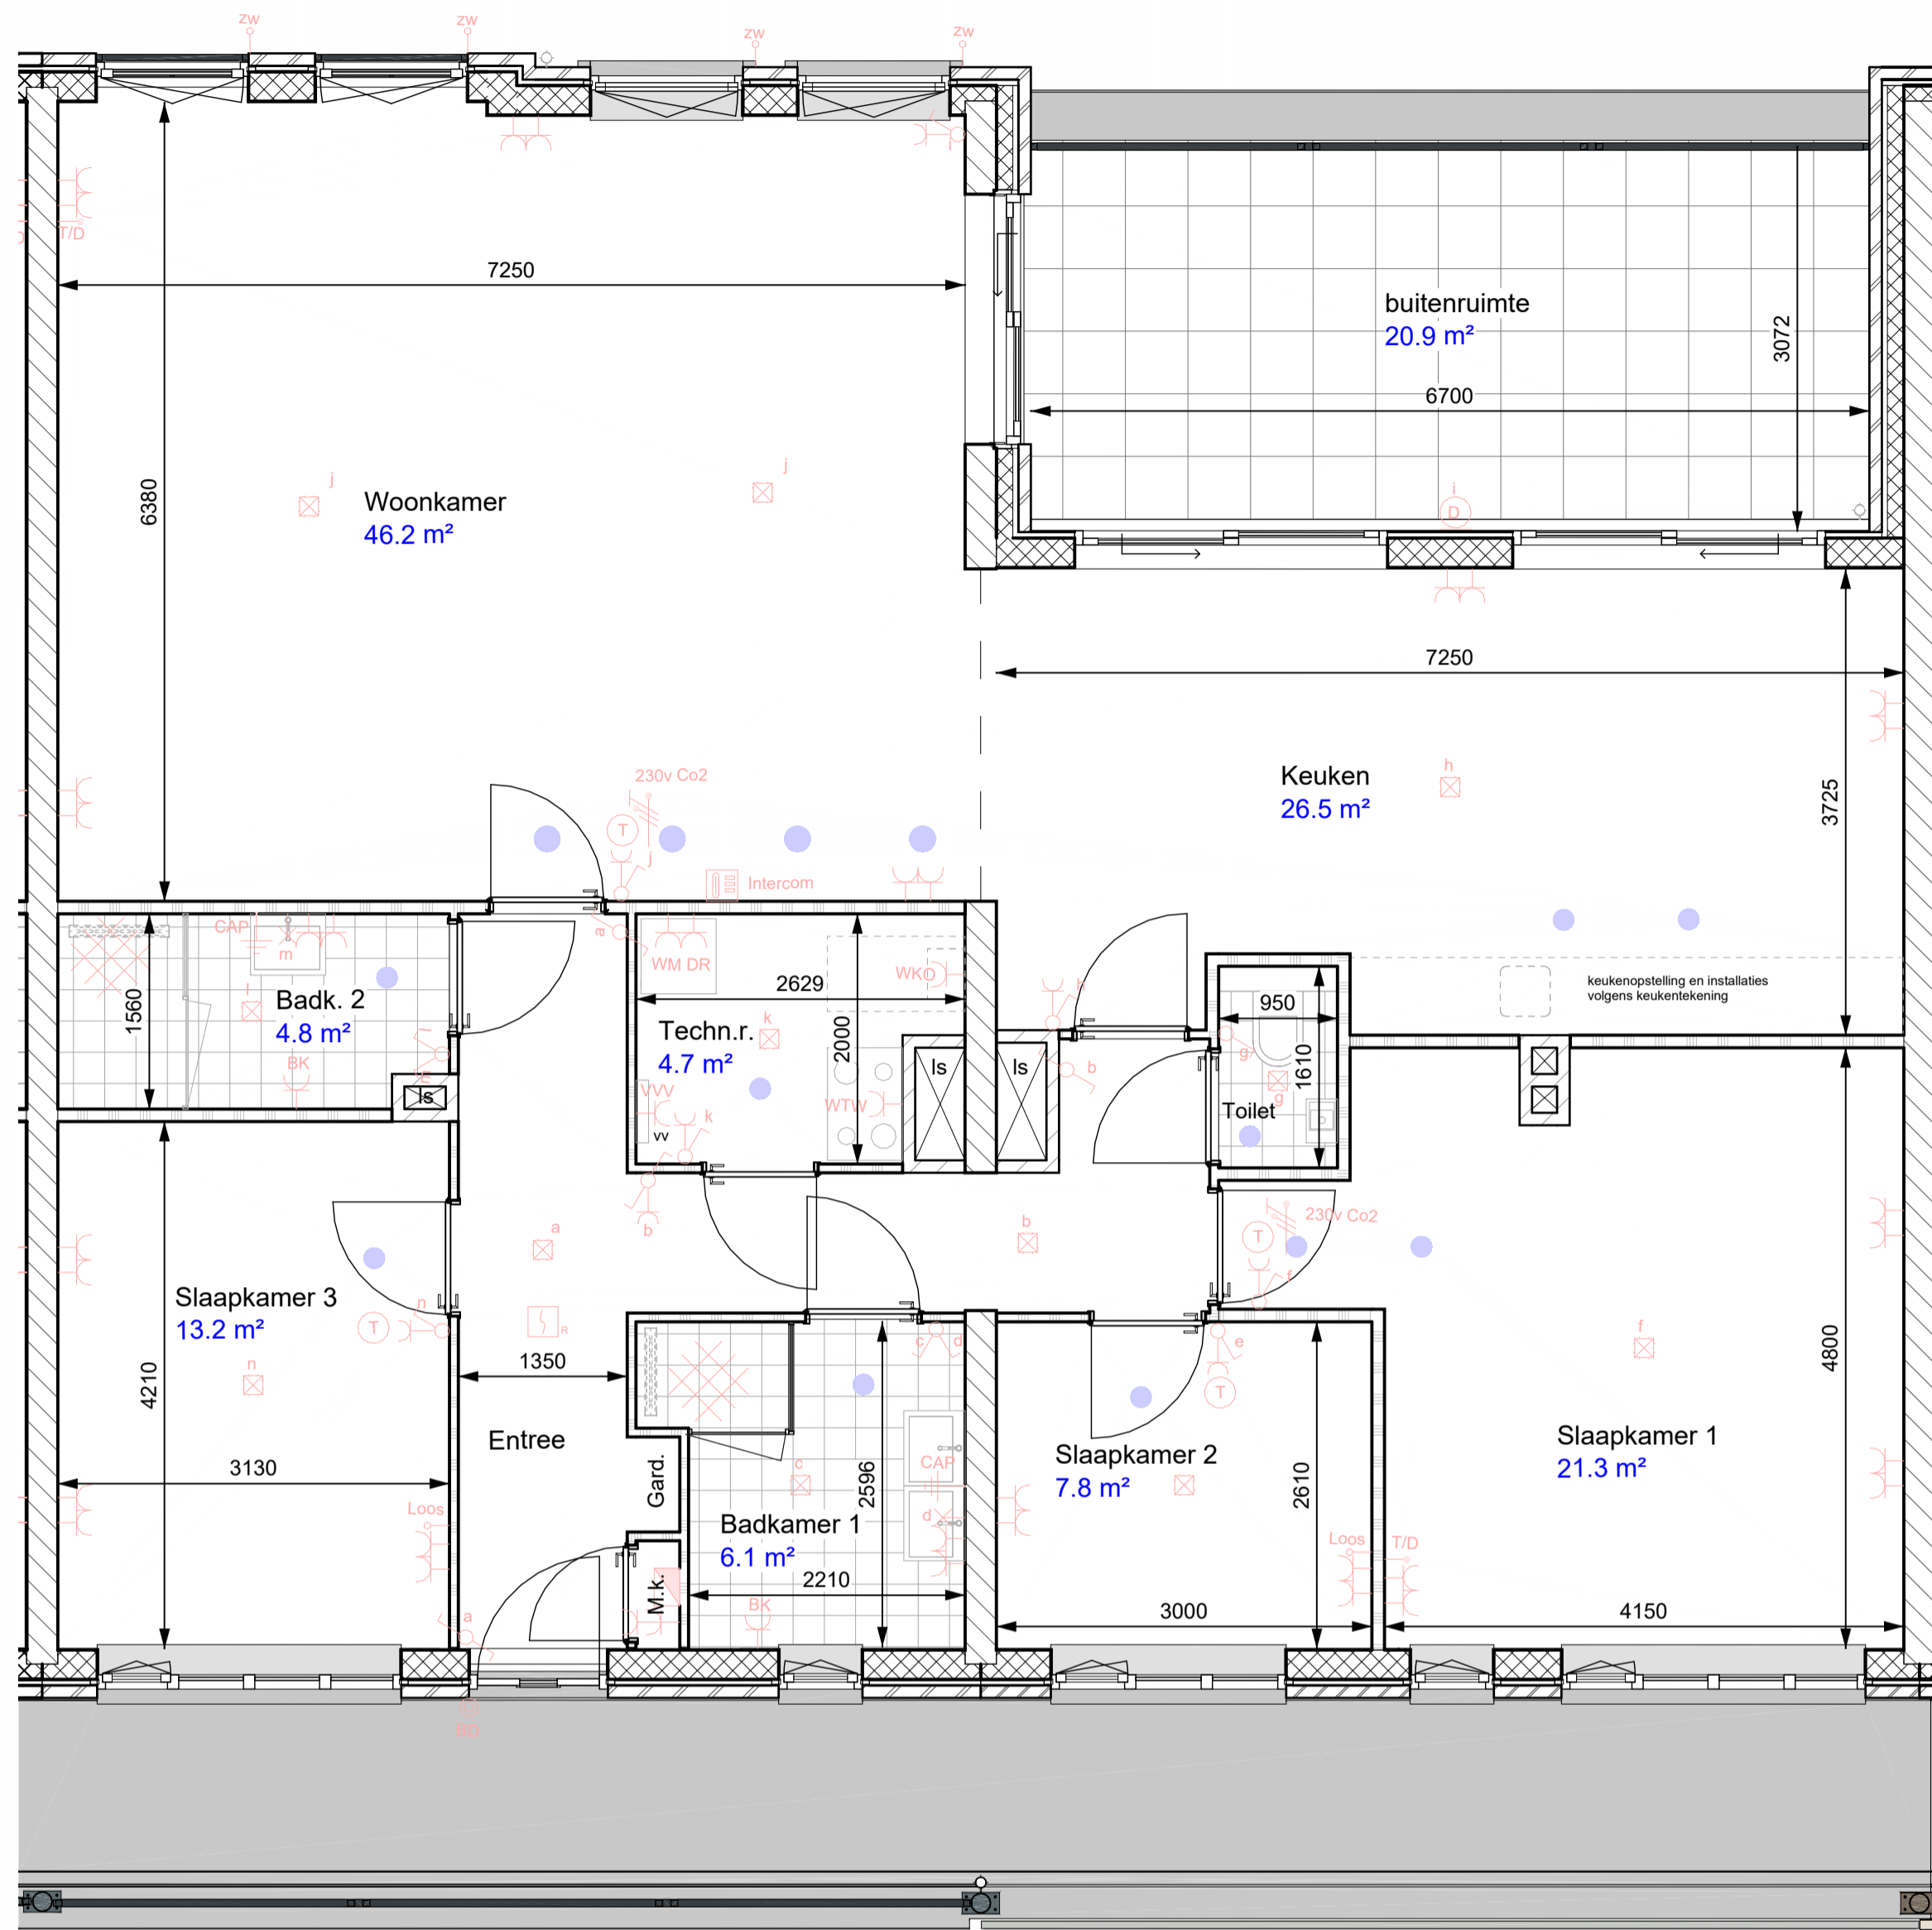 zw
zw
zw
zw
T/D
7250
buitenruimte
20.9 m²
3072
6700
i
j
j
6380
Woonkamer
46.2 m²
i
D
7250
230v Co2
T
j
Keuken
26.5 m²
h
3725
Intercom
CAP
m
a
WM DR
2629
WKO
keukenopstelling en installaties
volgens keukentekening
1560
l
Badk. 2
4.8 m²
BK
l
m
ls
Techn.r.
4.7 m²
k
2000
VVV
vv
k
WTW
ls
ls
h
b
950
1610
g
g
Toilet
b
a
b
T
230v Co2
f
Slaapkamer 3
13.2 m²
T
n
n
R
1350
c
d
e
T
f
4210
4800
Entree
3130
Gard.
2596
CAP
c
d
Slaapkamer 2
7.8 m²
2610
Slaapkamer 1
21.3 m²
Loos
Badkamer 1
6.1 m²
2210
Loos
T/D
M.k.
BK
a
3000
4150
BD